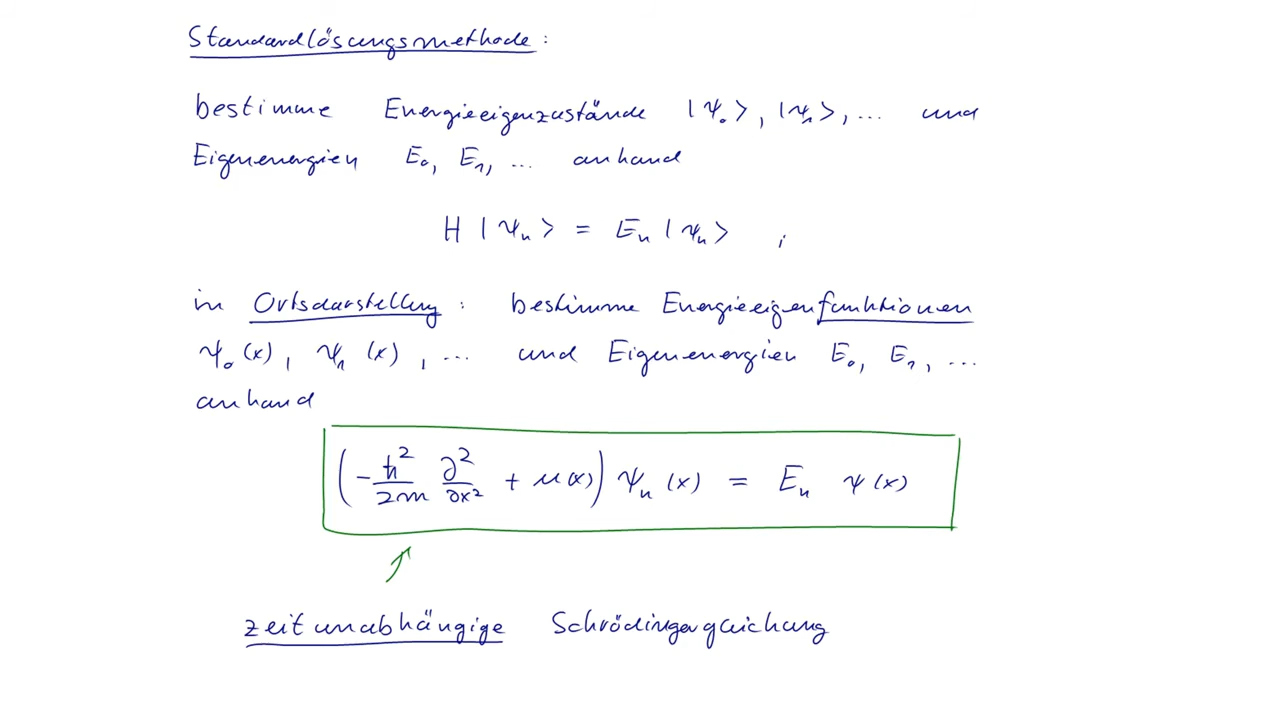 Standardlösungsmethode:
bestimme Energieeigenzustände |ψ₀⟩, |ψ₁⟩, ... und
Eigenenergien E₀, E₁, ... anhand
H |ψₙ⟩ = Eₙ |ψₙ⟩ ;
in Ortsdarstellung: bestimme Energieeigenfunktionen
ψ₀(x), ψ₁(x), ... und Eigenenergien E₀, E₁, ...
anhand
(-ħ²/2m ∂²/∂x² + u(x)) ψₙ(x) = Eₙ ψ(x)
zeitunabhängige Schrödingergleichung